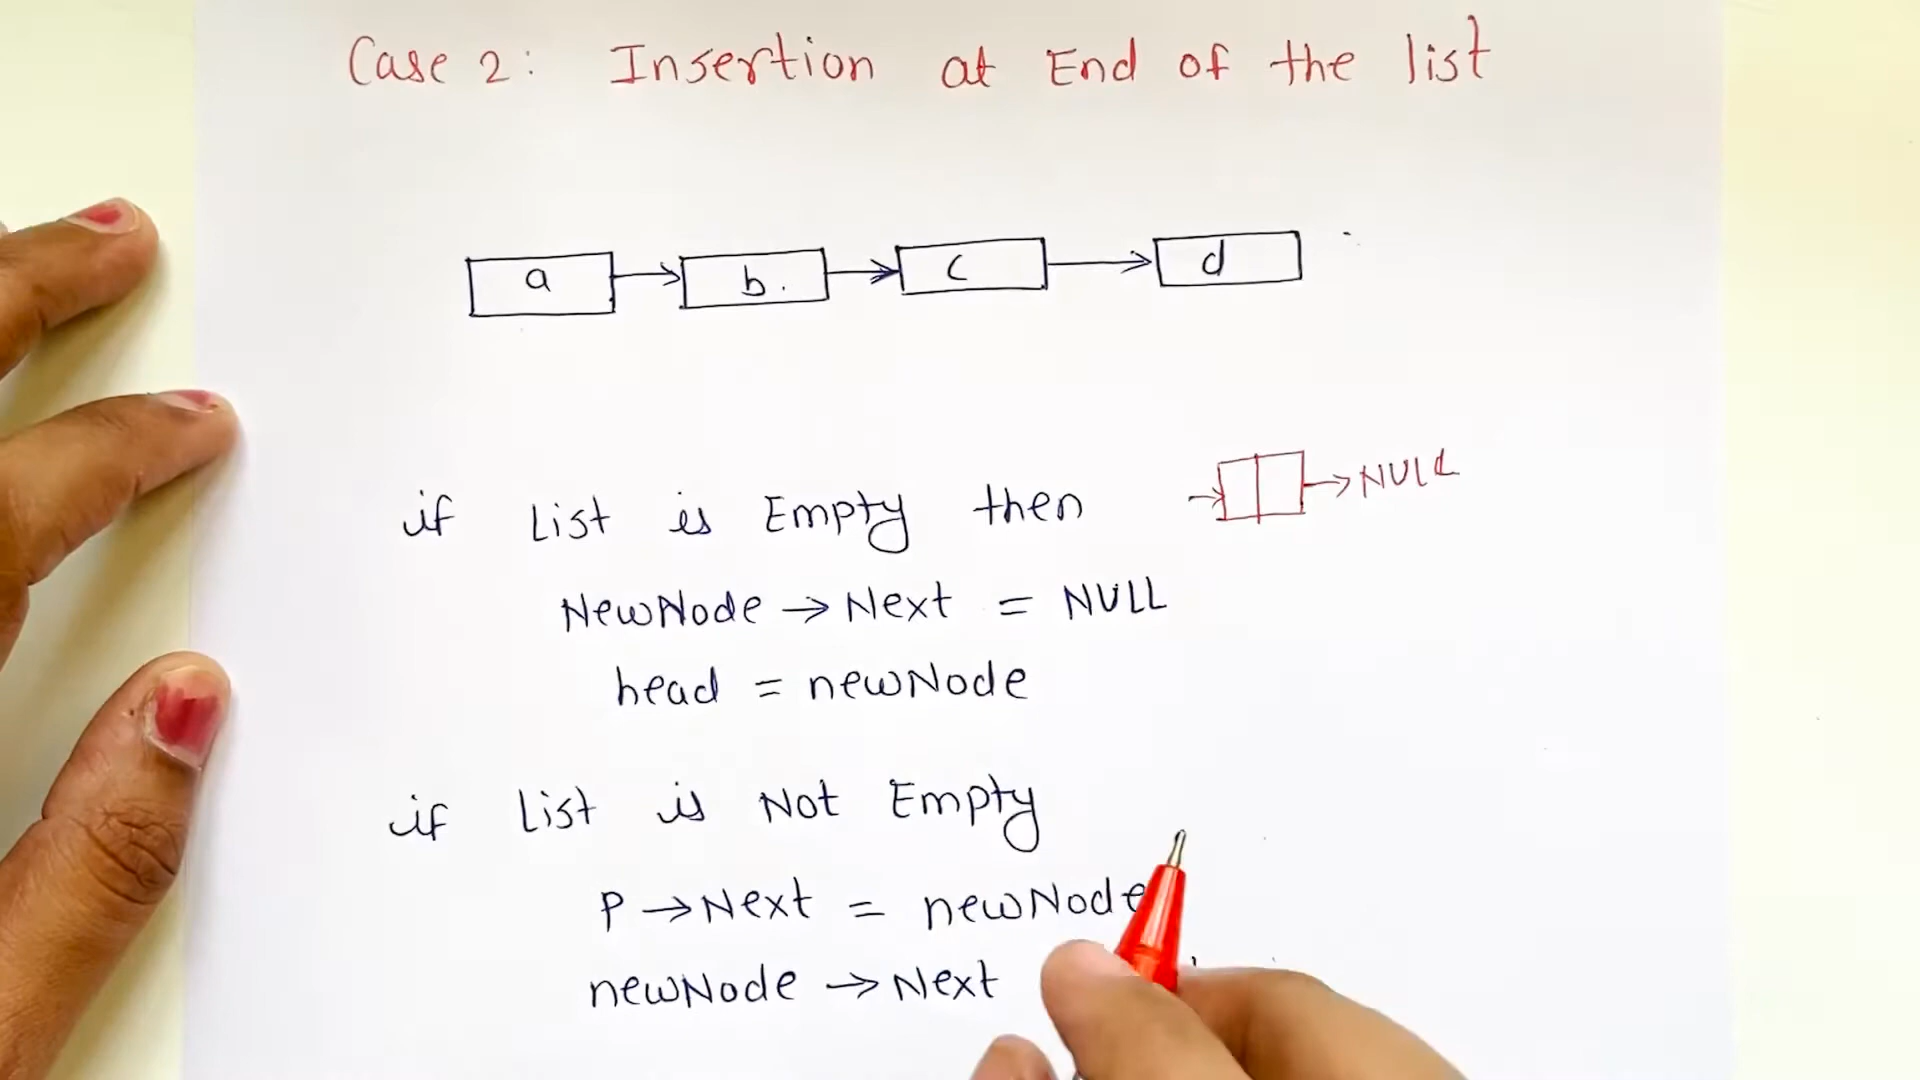 Case 2: Insertion at End of the list
a b. c d
if List is Empty then
NULL
NewNode → Next = NULL
head = newNode
if List is Not Empty
P → Next = newNode
newNode → Next